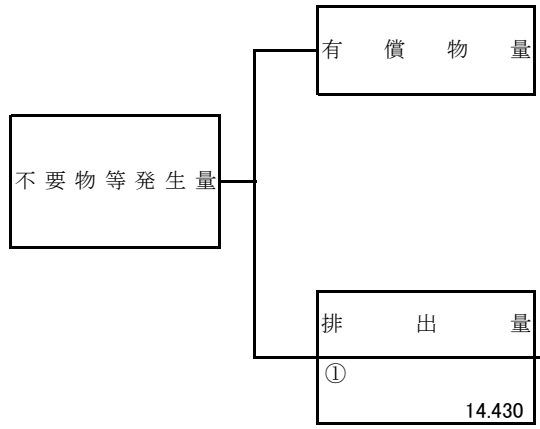 有償物量
不要物等発生量
排出量
①
14.430